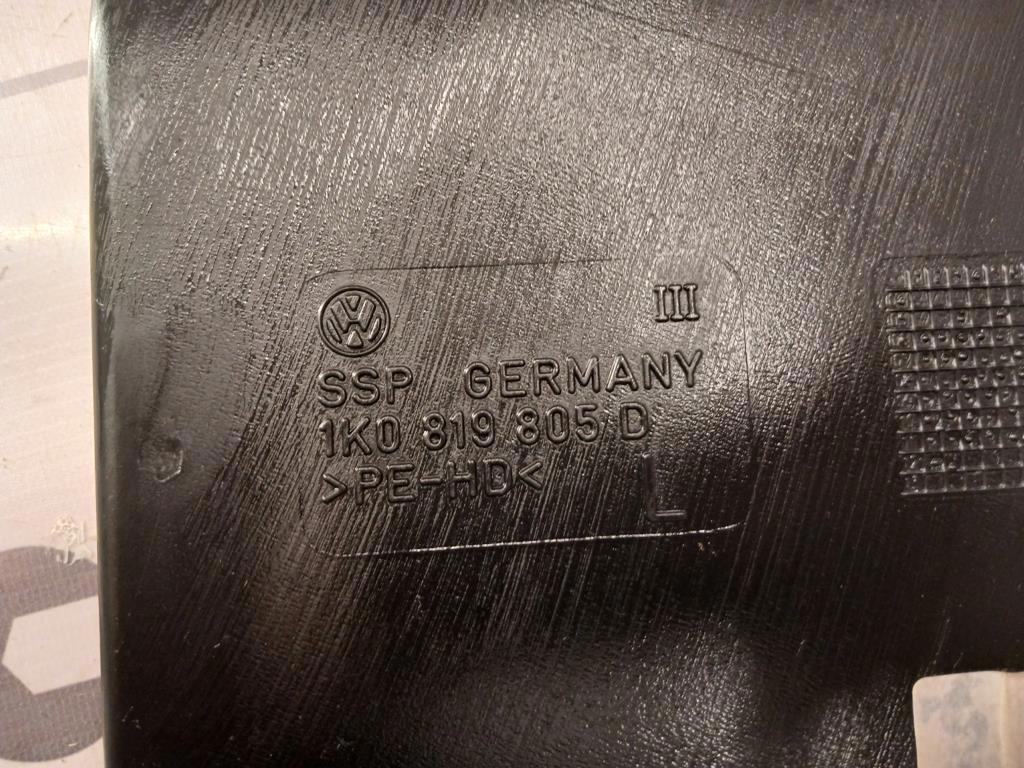 III
SSP GERMANY
1K0 819 805 D
>PE-HD<
L